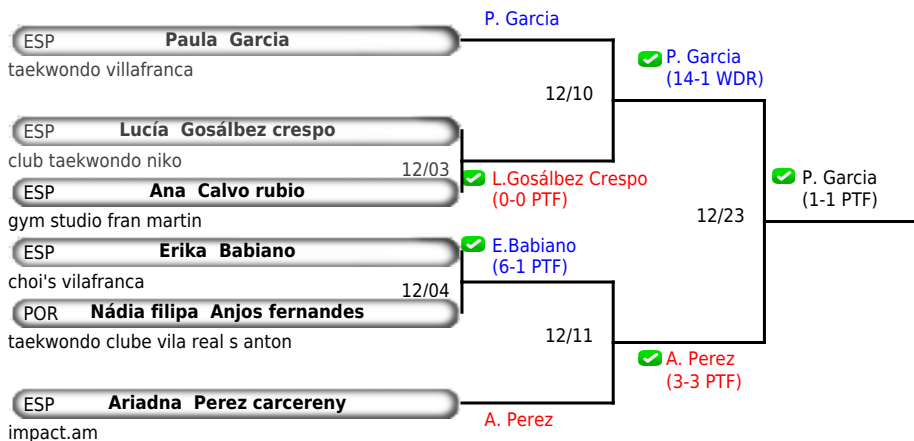 P. Garcia
ESP Paula Garcia
taekwondo villafranca
P. Garcia
(14-1 WDR)
12/10
ESP Lucía Gosálbez crespo
club taekwondo niko
12/03
L.Gosálbez Crespo
(0-0 PTF)
ESP Ana Calvo rubio
gym studio fran martin
P. Garcia
(1-1 PTF)
12/23
ESP Erika Babiano
choi's vilafranca
E.Babiano
(6-1 PTF)
12/04
POR Nádia filipa Anjos fernandes
taekwondo clube vila real s anton
12/11
A. Perez
(3-3 PTF)
ESP Ariadna Perez carcereny
impact.am
A. Perez